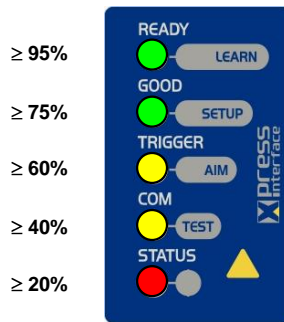 READY
≥ 95% LEARN
GOOD
≥ 75% SETUP
TRIGGER
≥ 60% AIM
COM
≥ 40% TEST
STATUS
≥ 20%
Xpress
interface